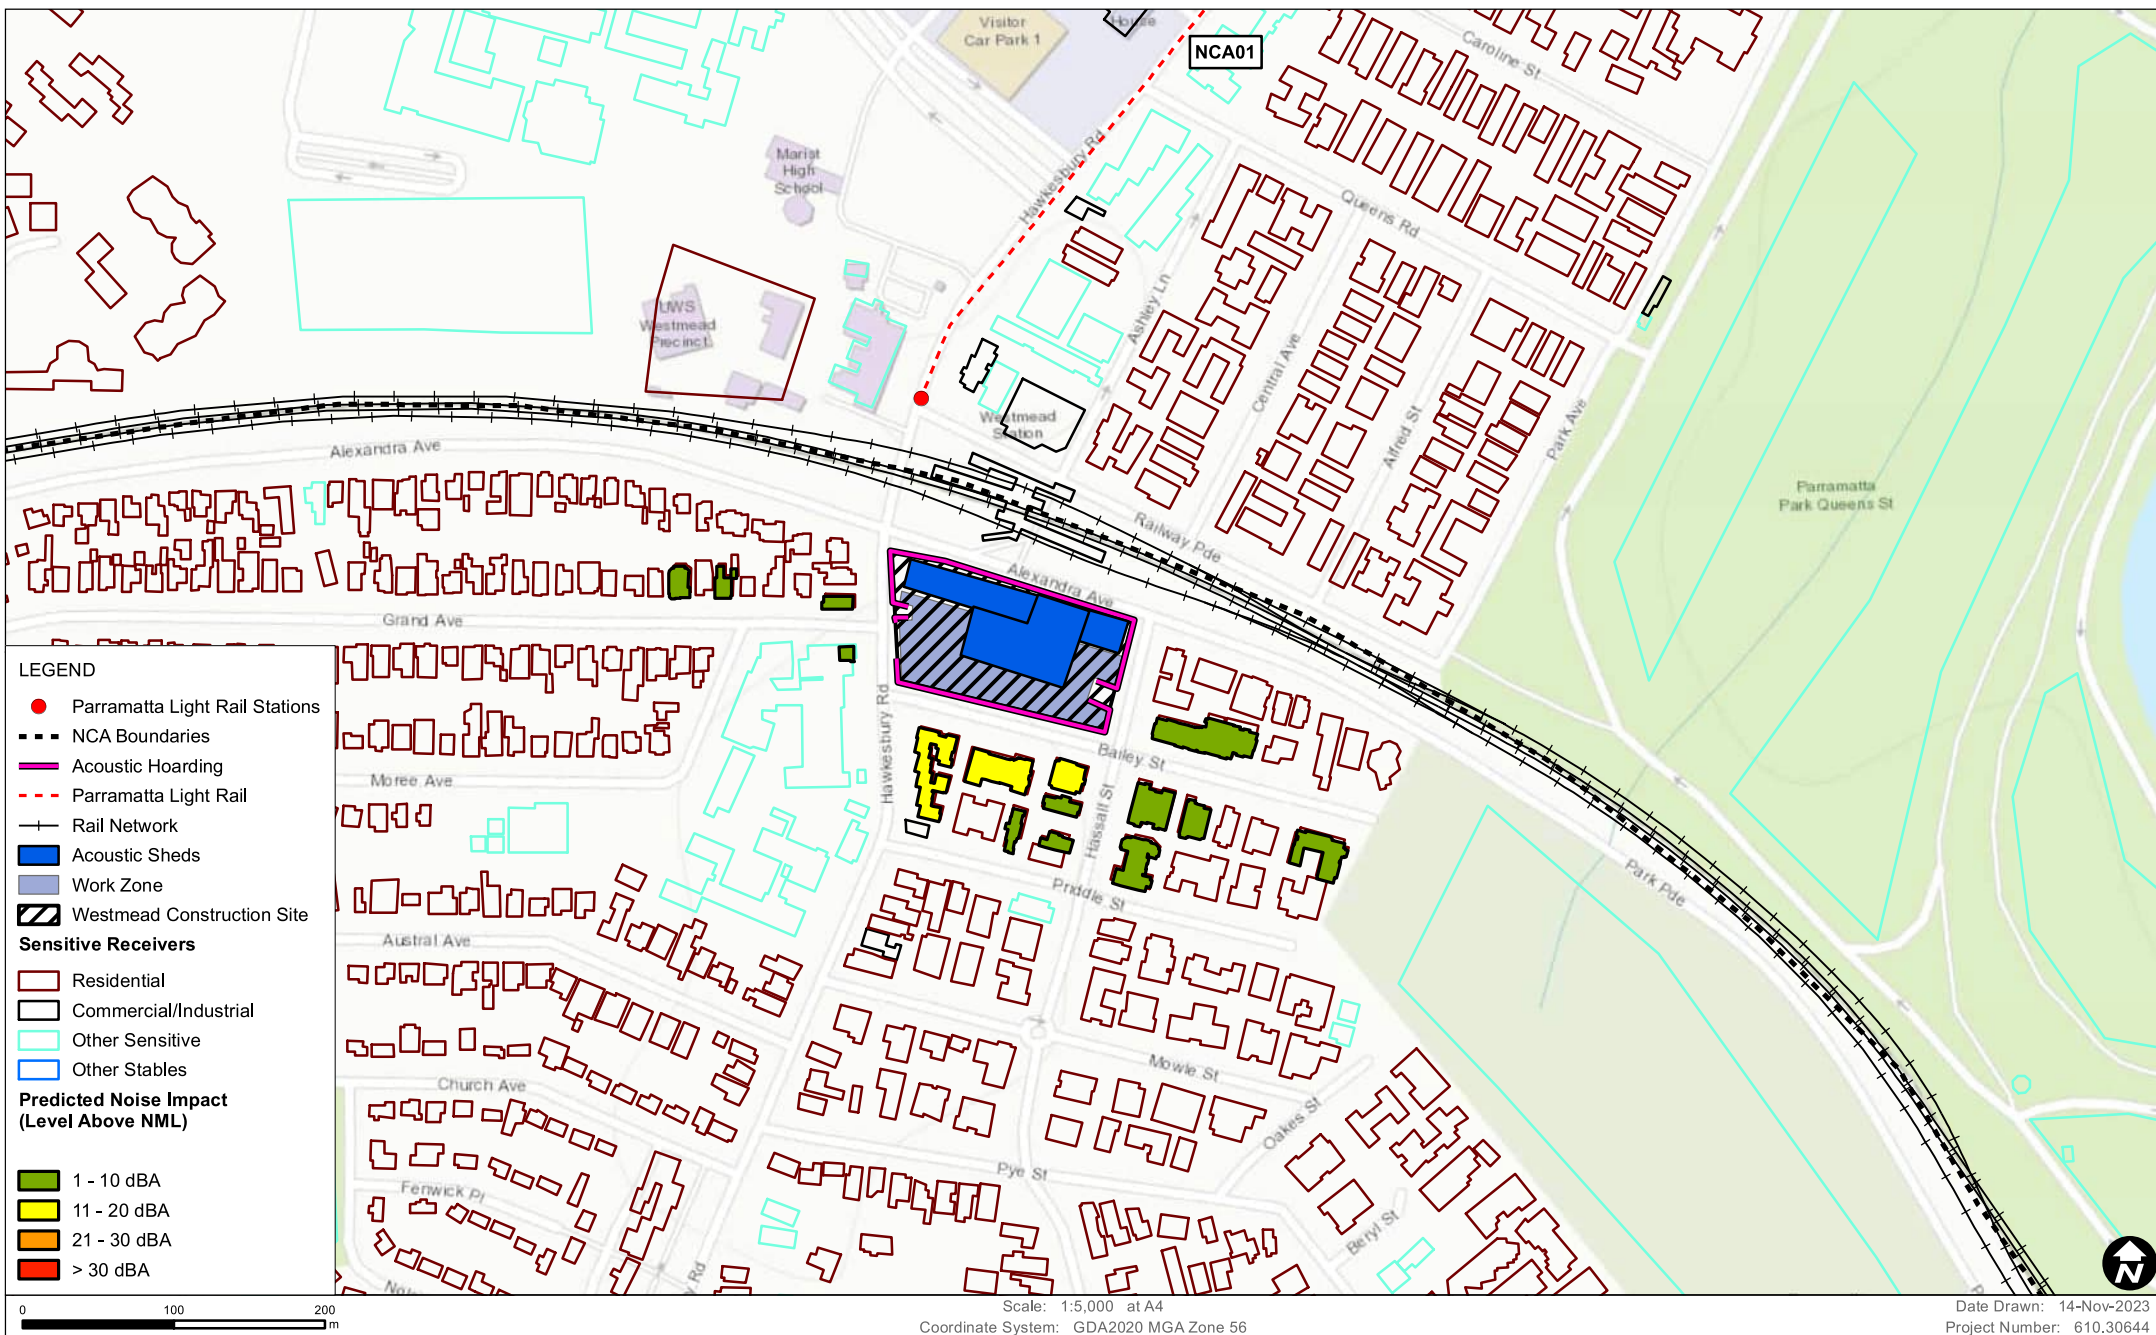 Visitor
Car Park 1
House
NCA01
Caroline St
Hawkesbury Rd
Marist
High
School
Queens Rd
UWS
Westmead
Precinct
Ashley Ln
Central Ave
Westmead
Station
Alfred St
Park Ave
Parramatta
Park Queens St
Alexandra Ave
Railway Pde
Alexandra Ave
Grand Ave
Hawkesbury Rd
Bailey St
Moree Ave
Hassall St
Priddle St
Park Pde
Austral Ave
Mowle St
Church Ave
Oakes St
Pye St
Fenwick Pl
Beryl St
y Rd
LEGEND
Parramatta Light Rail Stations
NCA Boundaries
Acoustic Hoarding
Parramatta Light Rail
Rail Network
Acoustic Sheds
Work Zone
Westmead Construction Site
Sensitive Receivers
Residential
Commercial/Industrial
Other Sensitive
Other Stables
Predicted Noise Impact
(Level Above NML)
1 - 10 dBA
11 - 20 dBA
21 - 30 dBA
> 30 dBA
N
0 100 200
m
Scale: 1:5,000 at A4
Coordinate System: GDA2020 MGA Zone 56
Date Drawn: 14-Nov-2023
Project Number: 610.30644